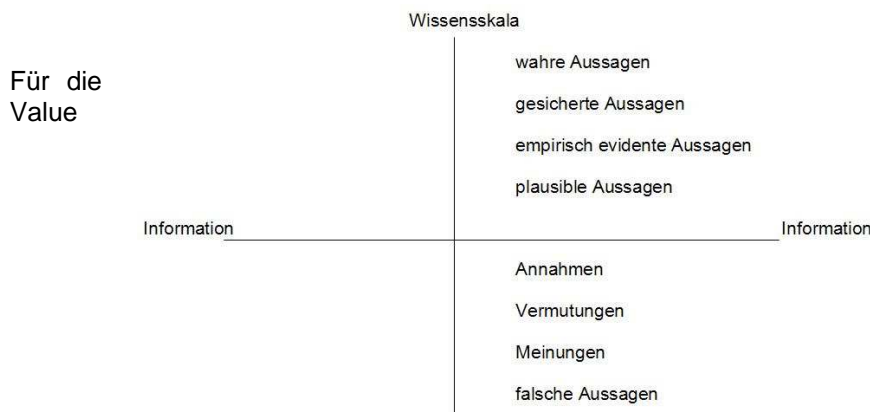 Wissensskala
wahre Aussagen
Für die
gesicherte Aussagen
Value
empirisch evidente Aussagen
plausible Aussagen
Information
Information
Annahmen
Vermutungen
Meinungen
falsche Aussagen